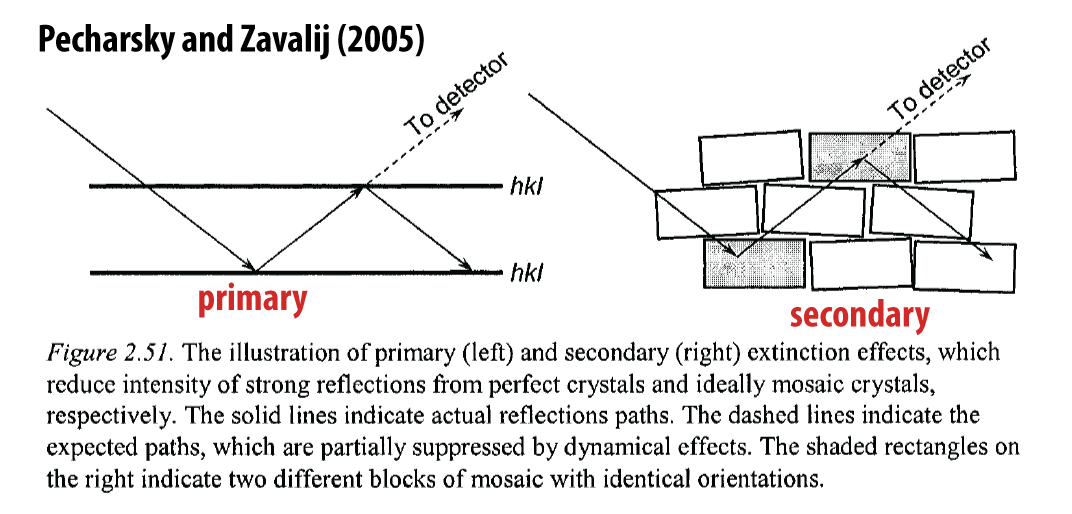 Pecharsky and Zavalij (2005)
To detector
hkl
hkl
primary
To detector
secondary
Figure 2.51. The illustration of primary (left) and secondary (right) extinction effects, which
reduce intensity of strong reflections from perfect crystals and ideally mosaic crystals,
respectively. The solid lines indicate actual reflections paths. The dashed lines indicate the
expected paths, which are partially suppressed by dynamical effects. The shaded rectangles on
the right indicate two different blocks of mosaic with identical orientations.